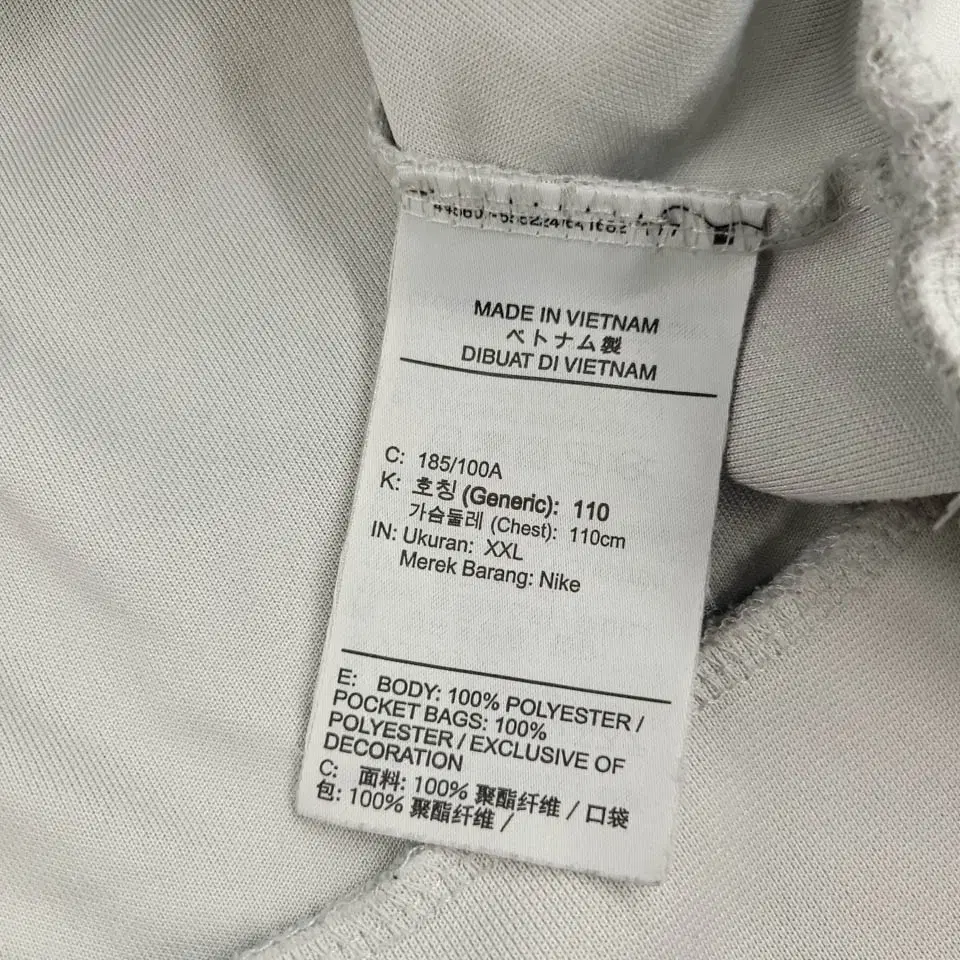 MADE IN VIETNAM
ベトナム製
DIBUAT DI VIETNAM
C: 185/100A
K: 호칭 (Generic): 110
가슴둘레 (Chest): 110cm
IN: Ukuran: XXL
Merek Barang: Nike
E: BODY: 100% POLYESTER /
POCKET BAGS: 100%
POLYESTER / EXCLUSIVE OF
DECORATION
C: 面料: 100% 聚酯纤维 / 口袋
包: 100% 聚酯纤维 /